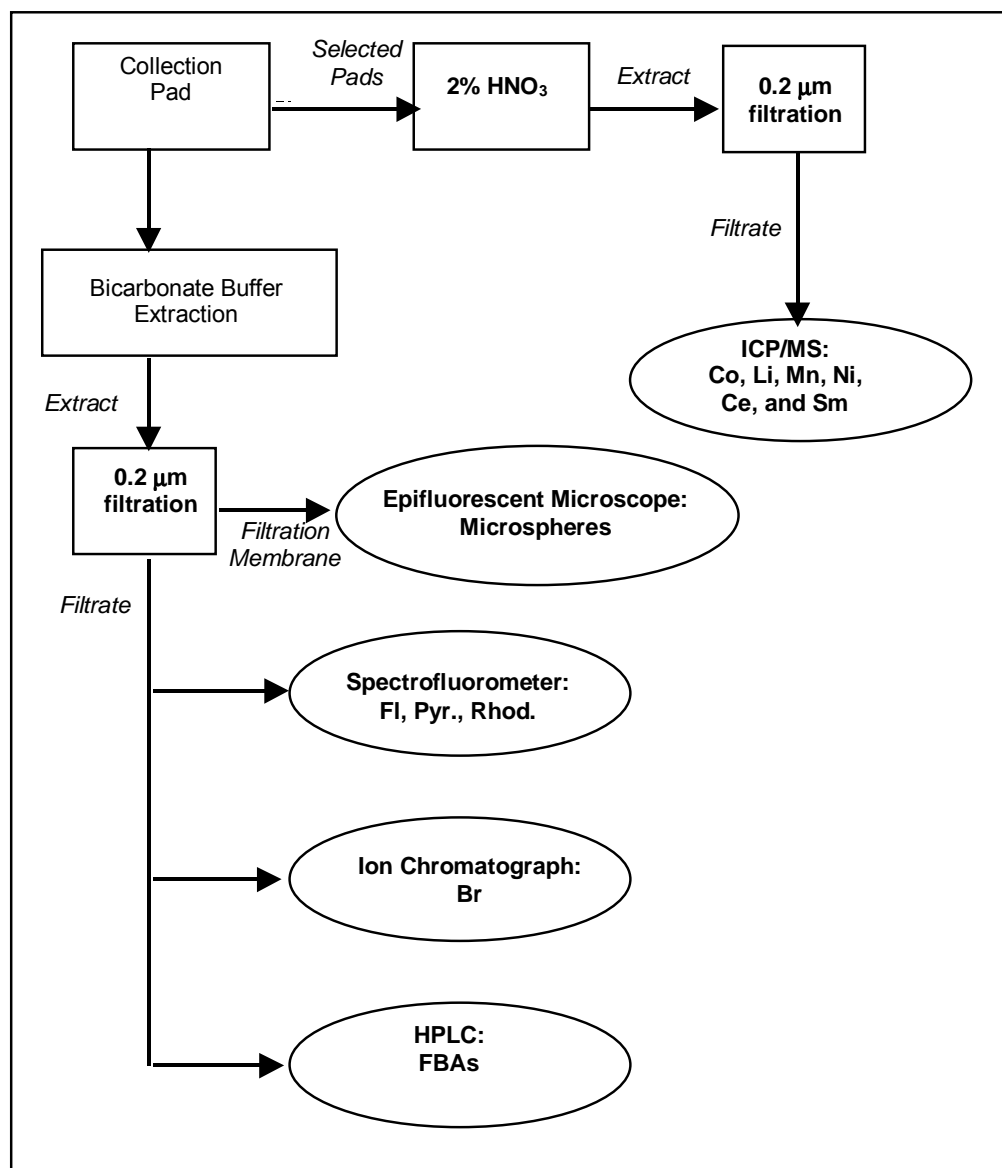 Collection
Pad
Selected
Pads
2% HNO₃
Extract
0.2 μm
filtration
Filtrate
ICP/MS:
Co, Li, Mn, Ni,
Ce, and Sm
Bicarbonate Buffer
Extraction
Extract
0.2 μm
filtration
Filtration
Membrane
Epifluorescent Microscope:
Microspheres
Filtrate
Spectrofluorometer:
Fl, Pyr., Rhod.
Ion Chromatograph:
Br
HPLC:
FBAs